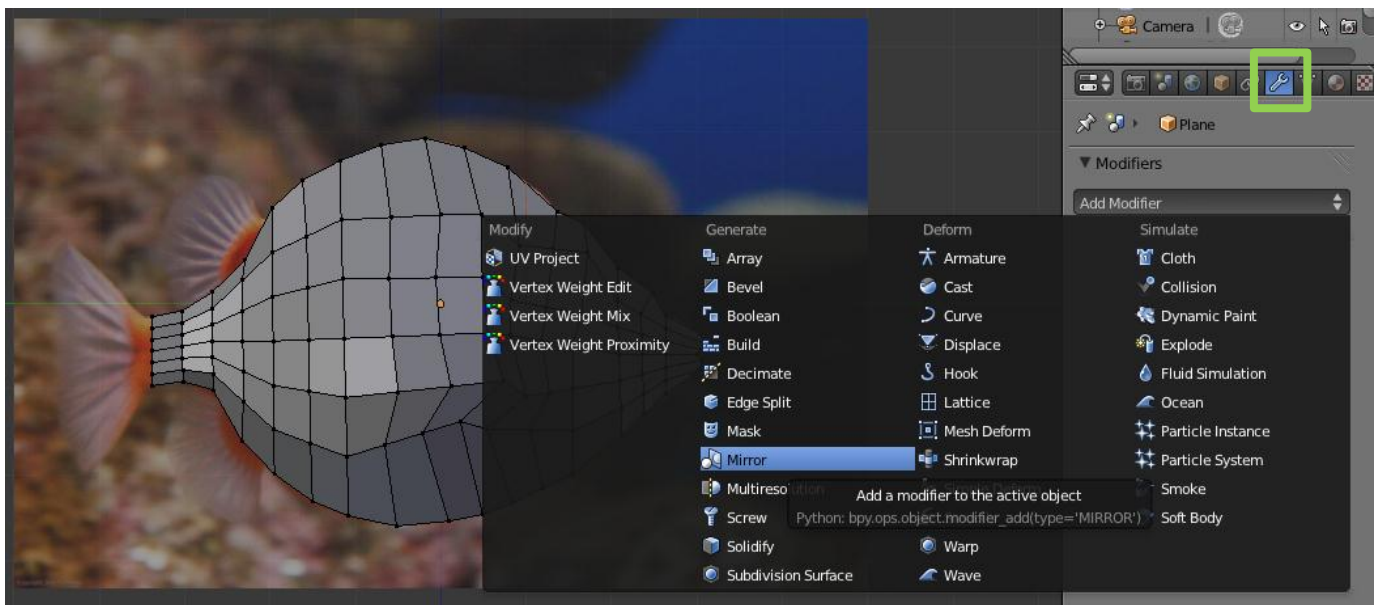 Camera
Plane
Modifiers
Add Modifier
Modify Generate Deform Simulate
UV Project Array Armature Cloth
Vertex Weight Edit Bevel Cast Collision
Vertex Weight Mix Boolean Curve Dynamic Paint
Vertex Weight Proximity Build Displace Explode
Decimate Hook Fluid Simulation
Edge Split Lattice Ocean
Mask Mesh Deform Particle Instance
Mirror Shrinkwrap Particle System
Multiresolution Simple Deform Smoke
Add a modifier to the active object
Screw Soft Body
Python: bpy.ops.object.modifier_add(type='MIRROR')
Solidify Warp
Subdivision Surface Wave